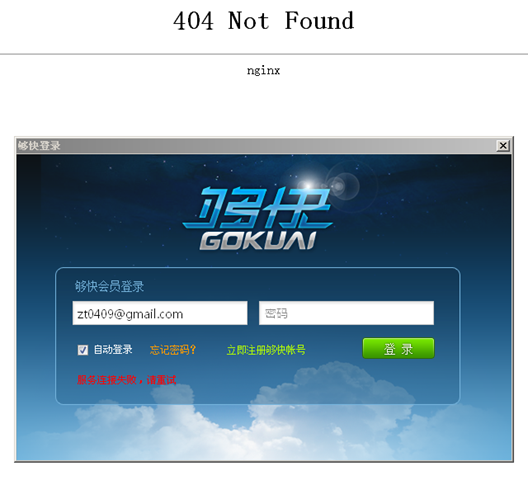 404 Not Found
nginx
够快登录
够快
GOKUAI
够快会员登录
zt0409@gmail.com 密码
自动登录 忘记密码? 立即注册够快帐号 登 录
服务连接失败，请重试